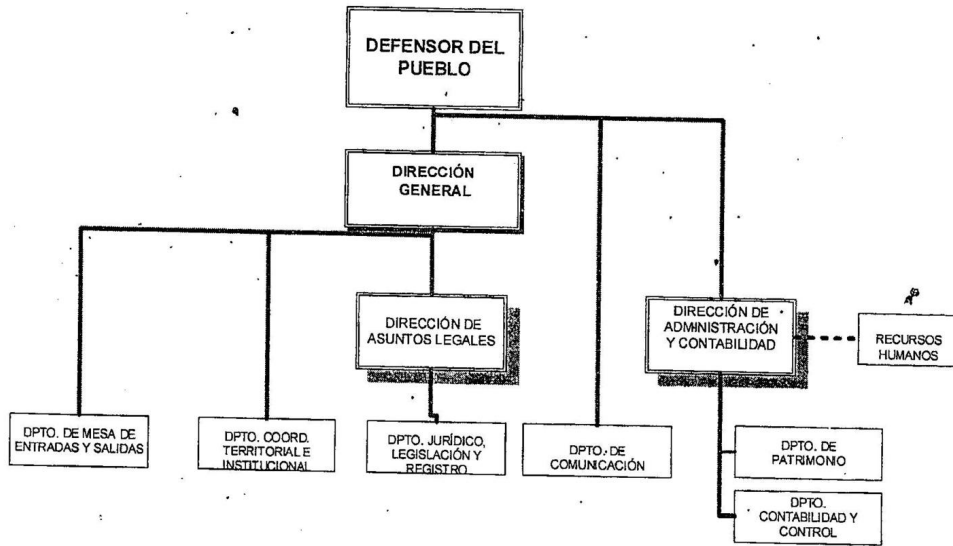 DEFENSOR DEL
PUEBLO
DIRECCIÓN
GENERAL
DIRECCIÓN DE
ASUNTOS LEGALES
DIRECCIÓN DE
ADMINISTRACIÓN
Y CONTABILIDAD
RECURSOS
HUMANOS
DPTO. DE MESA DE
ENTRADAS Y SALIDAS
DPTO. COORD.
TERRITORIAL E
INSTITUCIONAL
DPTO. JURÍDICO,
LEGISLACIÓN Y
REGISTRO
DPTO. DE
COMUNICACIÓN
DPTO. DE
PATRIMONIO
DPTO.
CONTABILIDAD Y
CONTROL